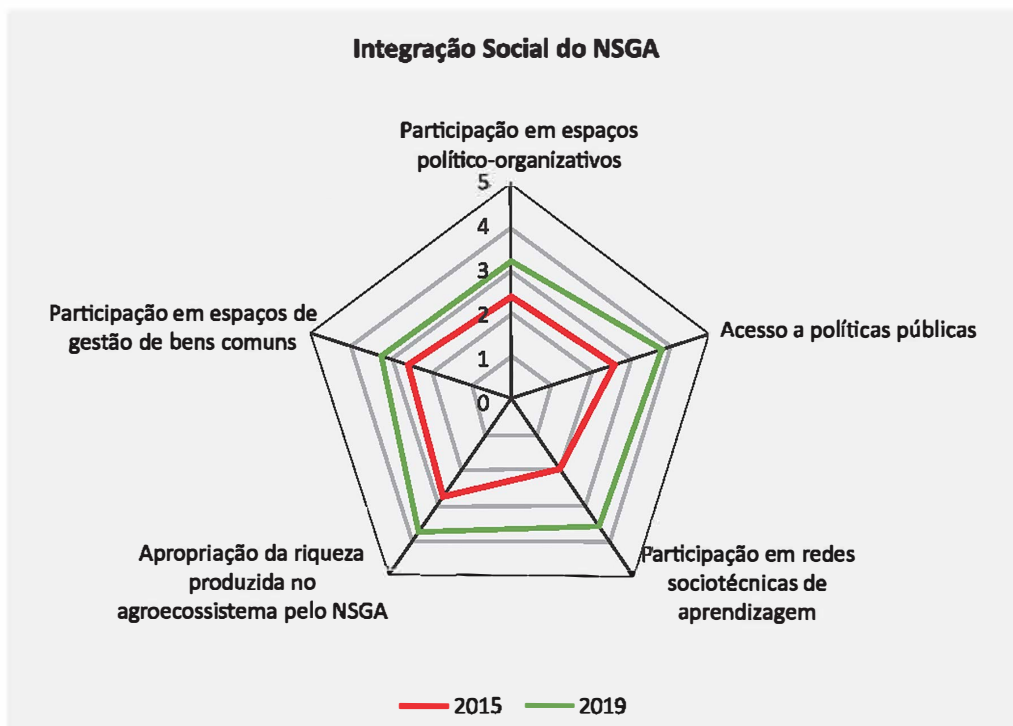 Integração Social do NSGA
Participação em espaços
político-organizativos
5
4
3
2
1
0
Participação em espaços de
gestão de bens comuns
Acesso a políticas públicas
Apropriação da riqueza
produzida no
agroecossistema pelo NSGA
Participação em redes
sociotécnicas de
aprendizagem
2015 2019